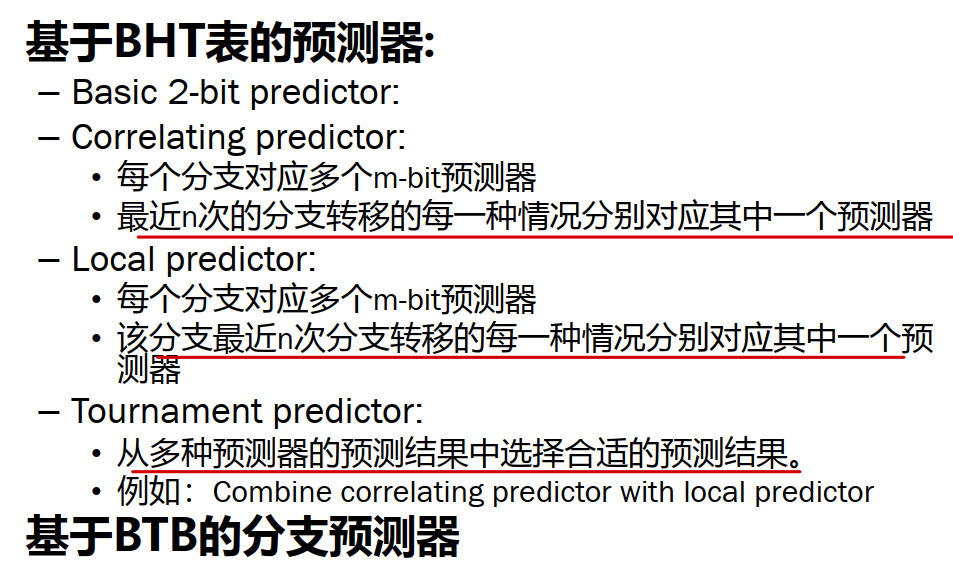 基于BHT表的预测器:
– Basic 2-bit predictor:
– Correlating predictor:
• 每个分支对应多个m-bit预测器
• 最近n次的分支转移的每一种情况分别对应其中一个预测器
– Local predictor:
• 每个分支对应多个m-bit预测器
• 该分支最近n次分支转移的每一种情况分别对应其中一个预
测器
– Tournament predictor:
• 从多种预测器的预测结果中选择合适的预测结果。
• 例如：Combine correlating predictor with local predictor
基于BTB的分支预测器